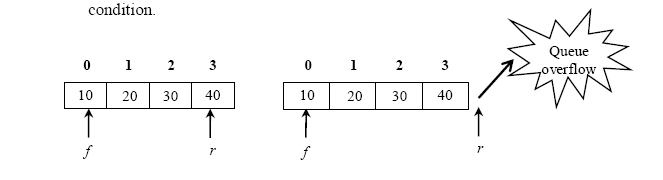 condition.
0 1 2 3
10 20 30 40
f r
0 1 2 3
10 20 30 40
f r
Queue
overflow